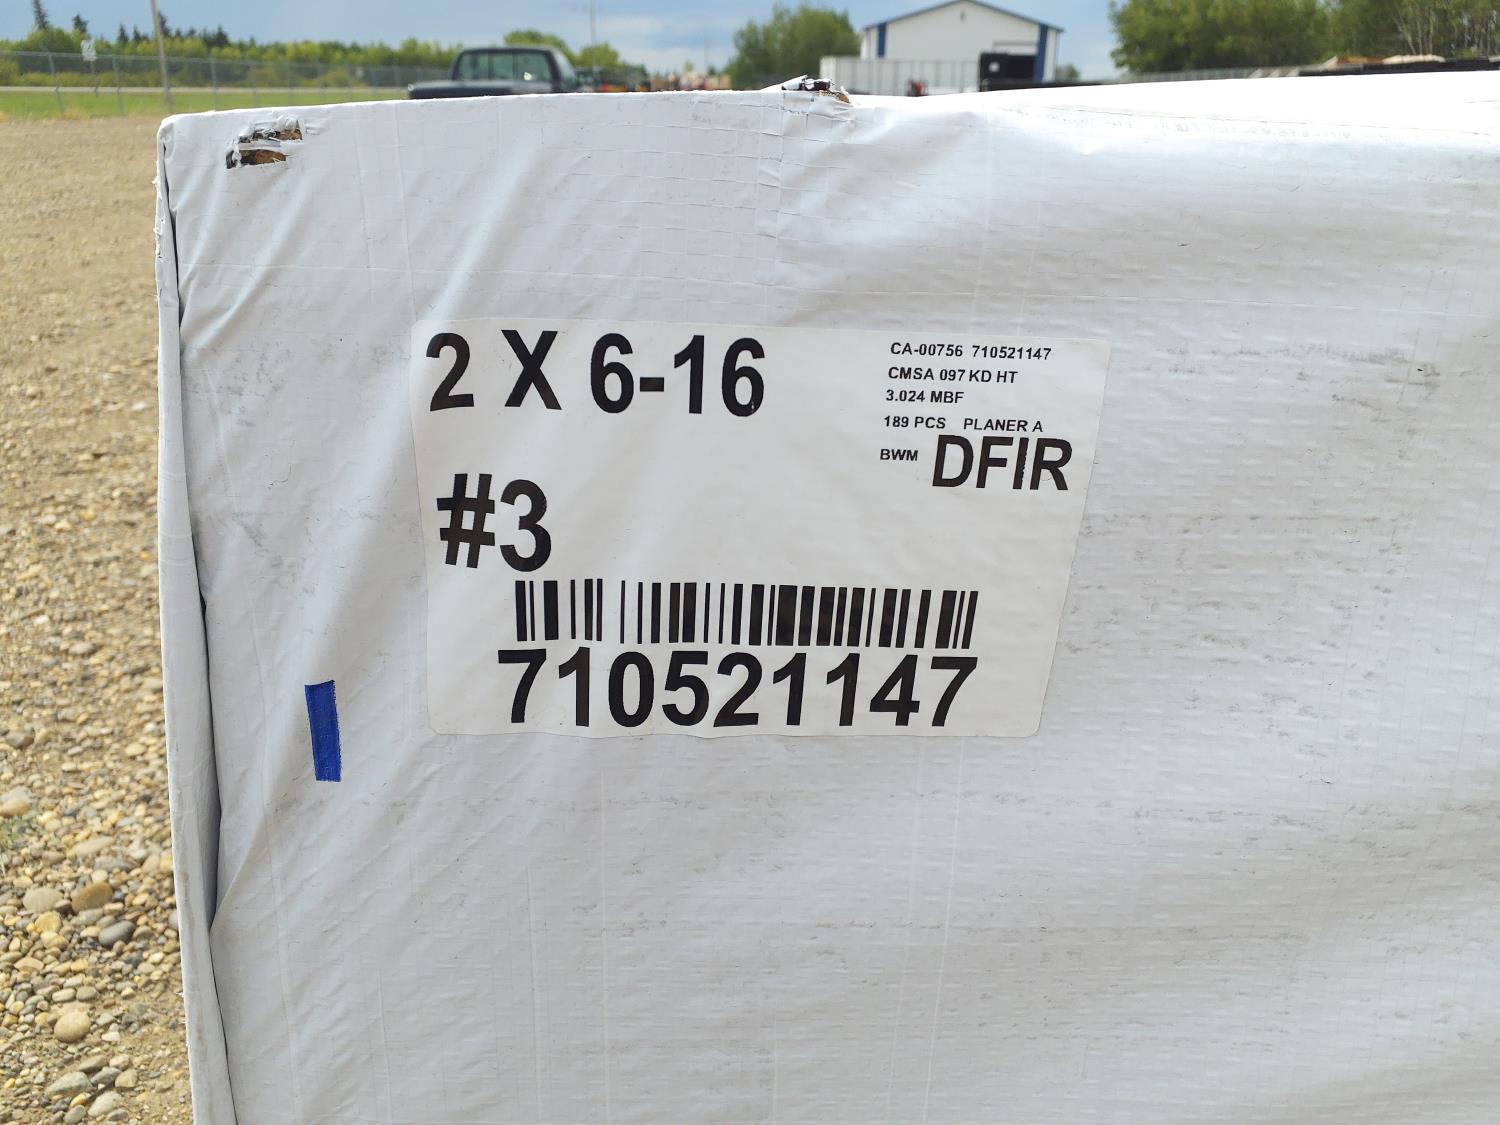 2 X 6-16
CA-00756 710521147
CMSA 097 KD HT
3.024 MBF
189 PCS PLANER A
BWM DFIR
#3
710521147